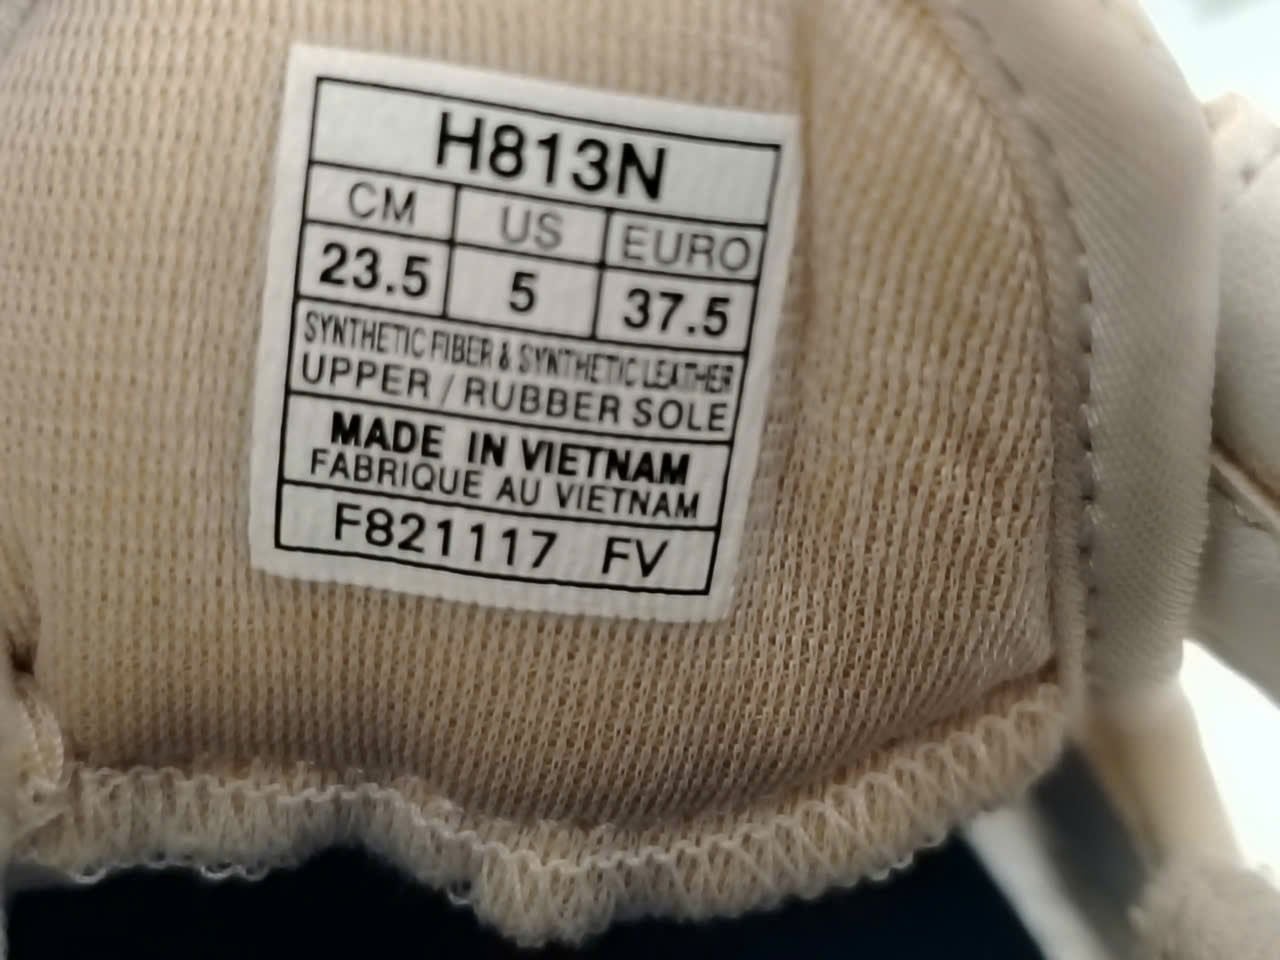 H813N
CM US EURO
23.5 5 37.5
SYNTHETIC FIBER & SYNTHETIC LEATHER
UPPER / RUBBER SOLE
MADE IN VIETNAM
FABRIQUE AU VIETNAM
F821117 FV